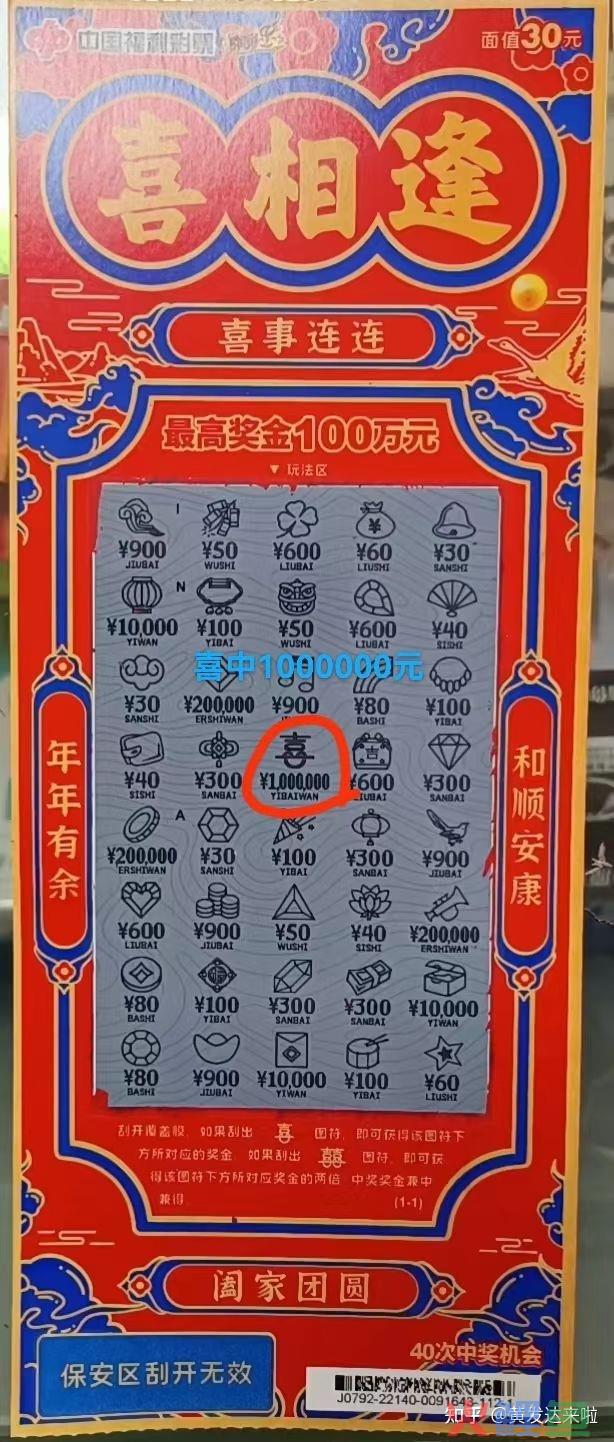 中国福利彩票 刮刮乐
面值30元
喜相逢
喜事连连
最高奖金100万元
▼ 玩法区
I
¥900 ¥50 ¥600 ¥60 ¥30
JIUBAI WUSHI LIUBAI LIUSHI SANSHI
N
¥10,000 ¥100 ¥50 ¥600 ¥40
YIWAN YIBAI WUSHI LIUBAI SISHI
喜中1000000元
¥30 ¥200,000 ¥900 ¥80 ¥100
SANSHI ERSHIWAN BASHI YIBAI
喜 吉
¥40 ¥300 ¥1,000,000 ¥600 ¥300
SISHI SANBAI YIBAIWAN LIUBAI SANBAI
A
¥200,000 ¥30 ¥100 ¥300 ¥900
ERSHIWAN SANSHI YIBAI SANBAI JIUBAI
¥600 ¥900 ¥50 ¥40 ¥200,000
LIUBAI JIUBAI WUSHI SISHI ERSHIWAN
福
¥80 ¥100 ¥300 ¥300 ¥10,000
BASHI YIBAI SANBAI SANBAI YIWAN
¥80 ¥900 ¥10,000 ¥100 ¥60
BASHI JIUBAI YIWAN YIBAI LIUSHI
年年有余
和顺安康
刮开覆盖膜,如果刮出 喜 图符,即可获得该图符下
方所对应的奖金,如果刮出 囍 图符,即可获
得该图符下方所对应奖金的两倍,中奖奖金兼中
兼得。 (1-1)
阖家团圆
40次中奖机会
保安区刮开无效
J0792-22140-0091643-112-1
知乎 @黄发达来啦